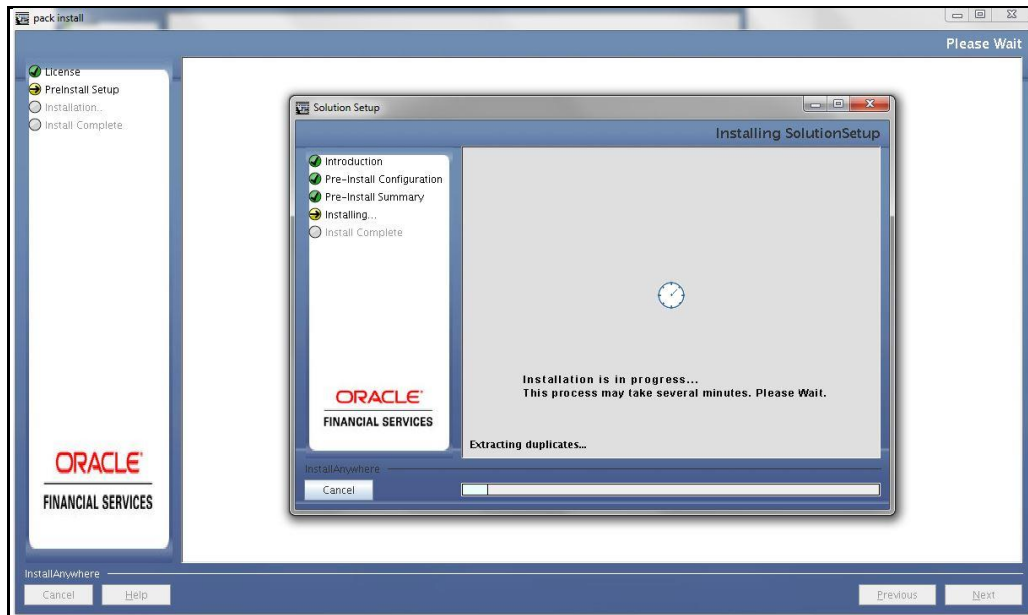 pack install
Please Wait
License
PreInstall Setup
Installation...
Install Complete
Solution Setup
Installing SolutionSetup
Introduction
Pre-Install Configuration
Pre-Install Summary
Installing...
Install Complete
Installation is in progress...
This process may take several minutes. Please Wait.
ORACLE
FINANCIAL SERVICES
Extracting duplicates...
InstallAnywhere
Cancel
ORACLE
FINANCIAL SERVICES
InstallAnywhere
Cancel
Help
Previous
Next